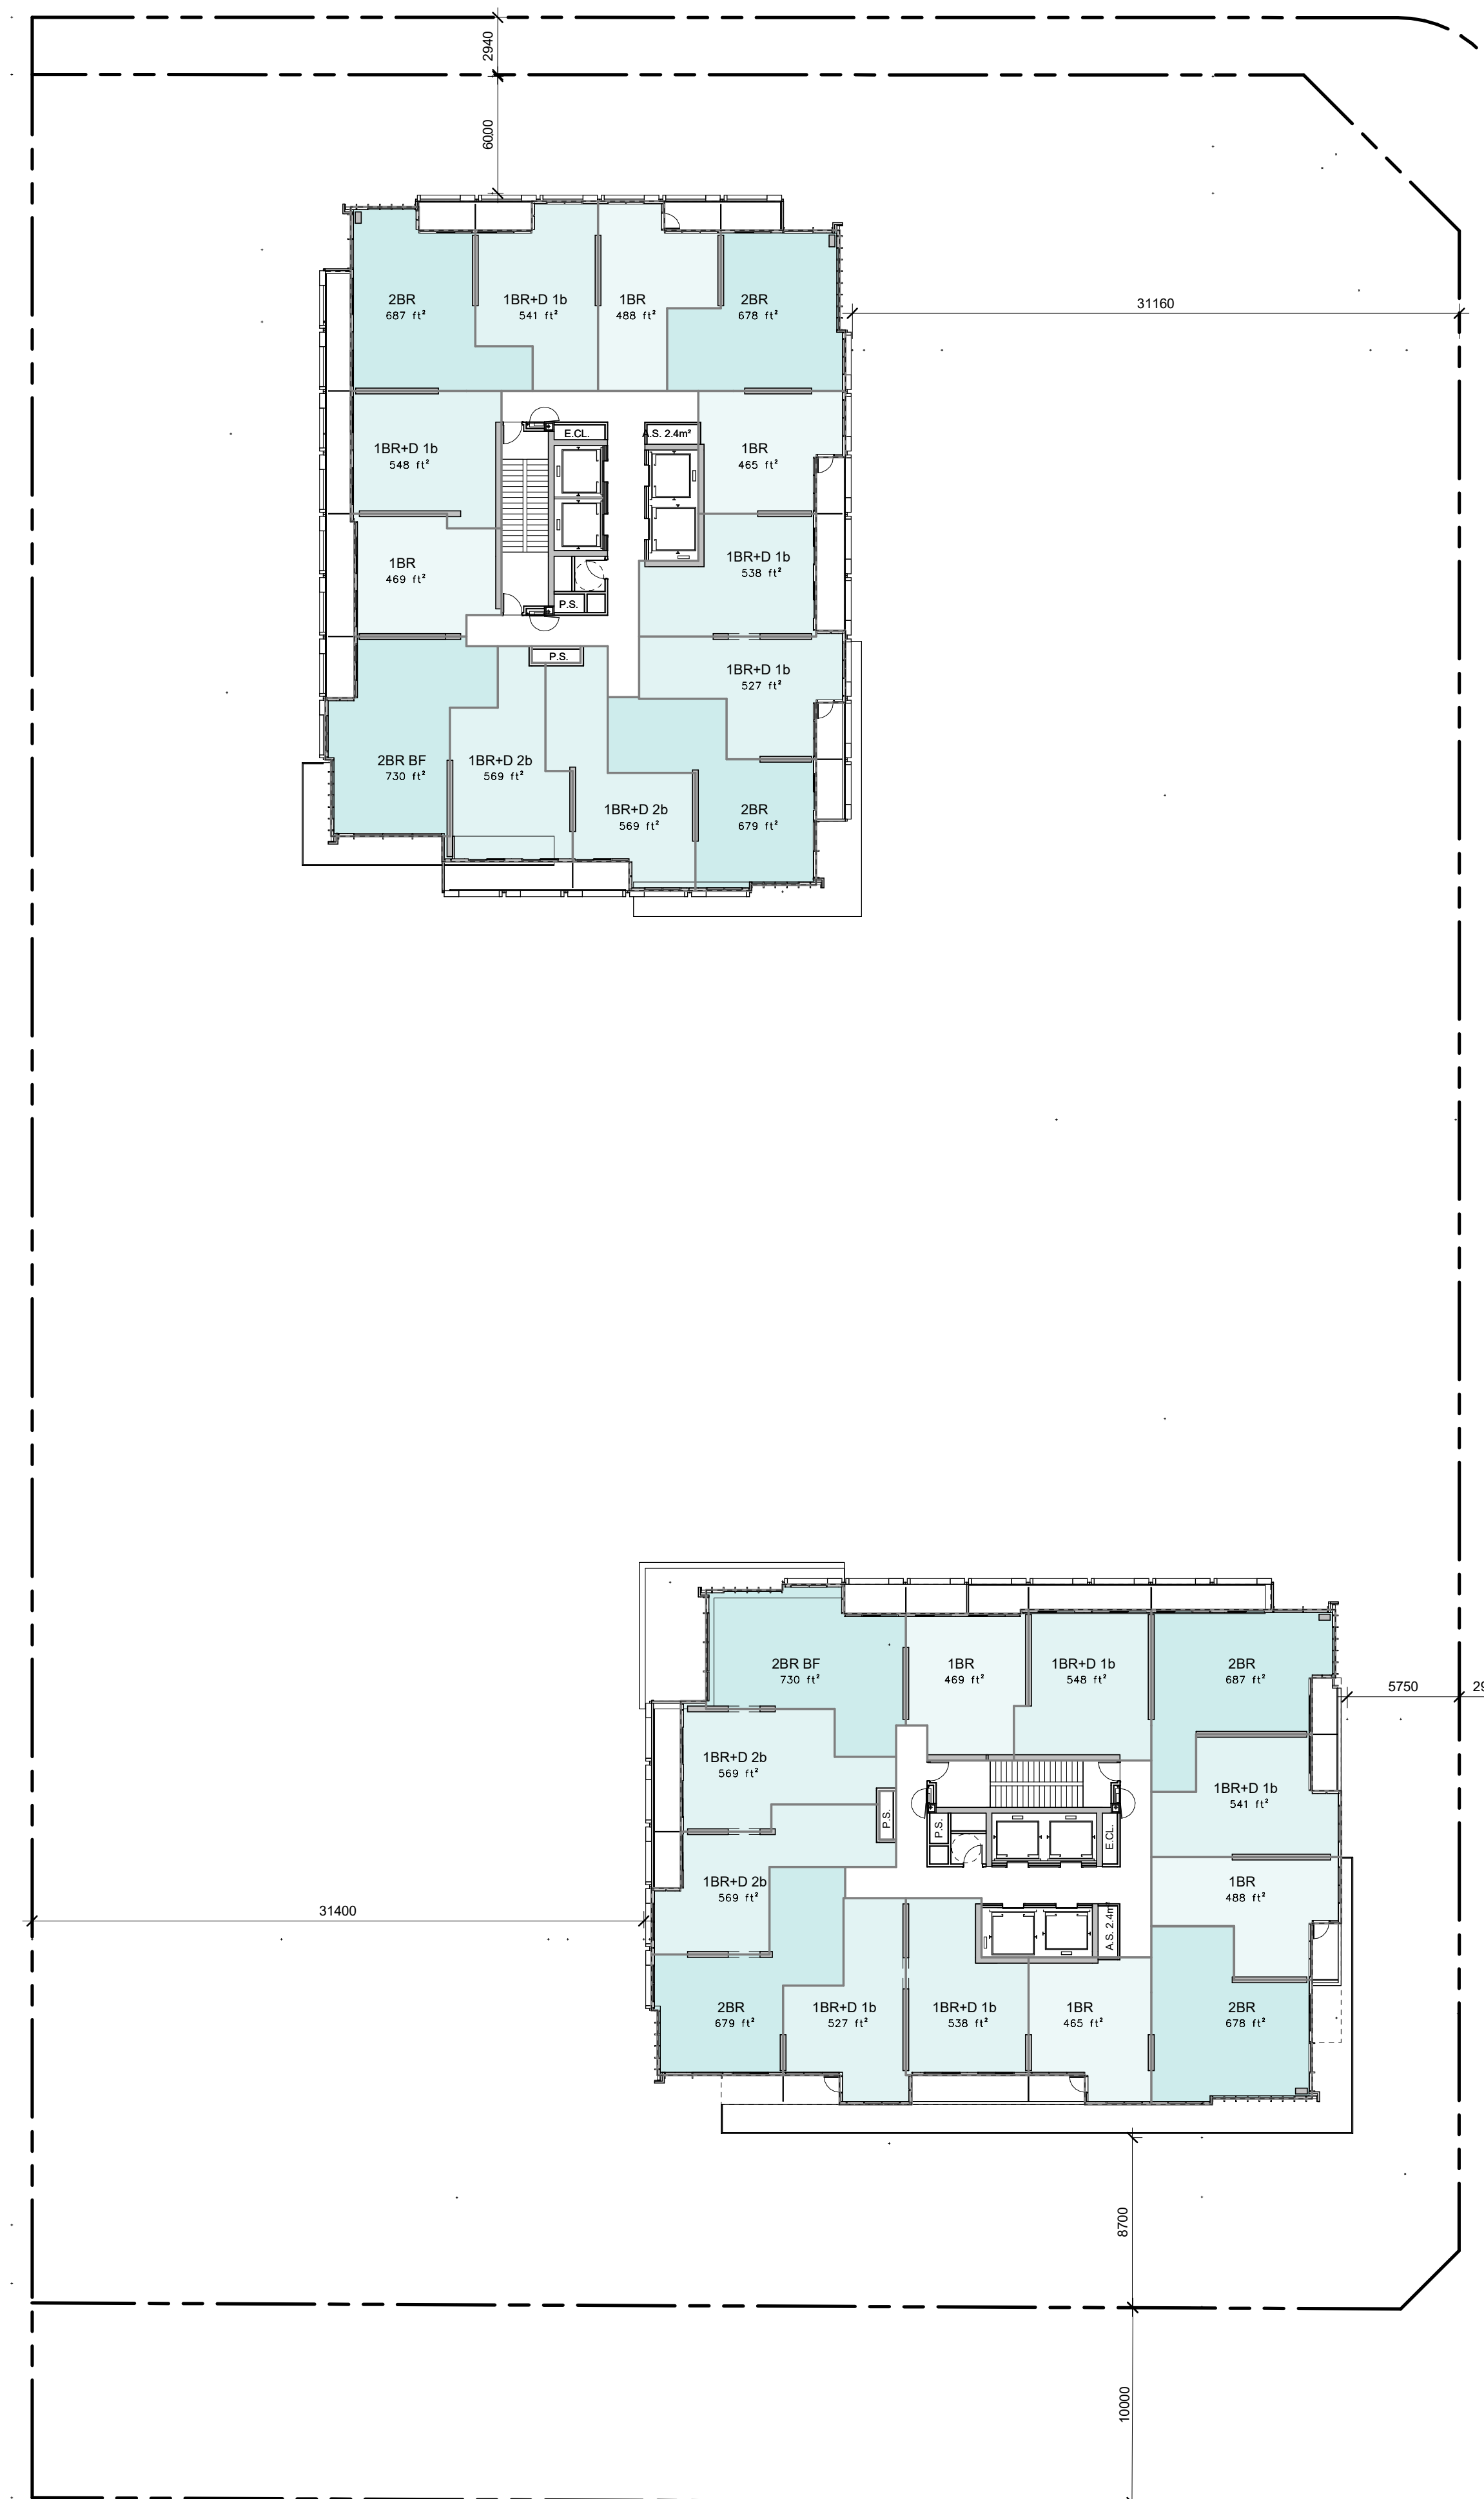 2940
6000
31160
2BR
687 ft²
1BR+D 1b
541 ft²
1BR
488 ft²
2BR
678 ft²
E.CL.
A.S. 2.4m²
1BR+D 1b
548 ft²
1BR
465 ft²
1BR
469 ft²
1BR+D 1b
538 ft²
P.S.
P.S.
1BR+D 1b
527 ft²
2BR BF
730 ft²
1BR+D 2b
569 ft²
1BR+D 2b
569 ft²
2BR
679 ft²
2BR BF
730 ft²
1BR
469 ft²
1BR+D 1b
548 ft²
2BR
687 ft²
5750
29
1BR+D 2b
569 ft²
1BR+D 1b
541 ft²
P.S.
P.S.
E.CL.
1BR+D 2b
569 ft²
1BR
488 ft²
31400
A.S. 2.4m²
2BR
679 ft²
1BR+D 1b
527 ft²
1BR+D 1b
538 ft²
1BR
465 ft²
2BR
678 ft²
8700
10000